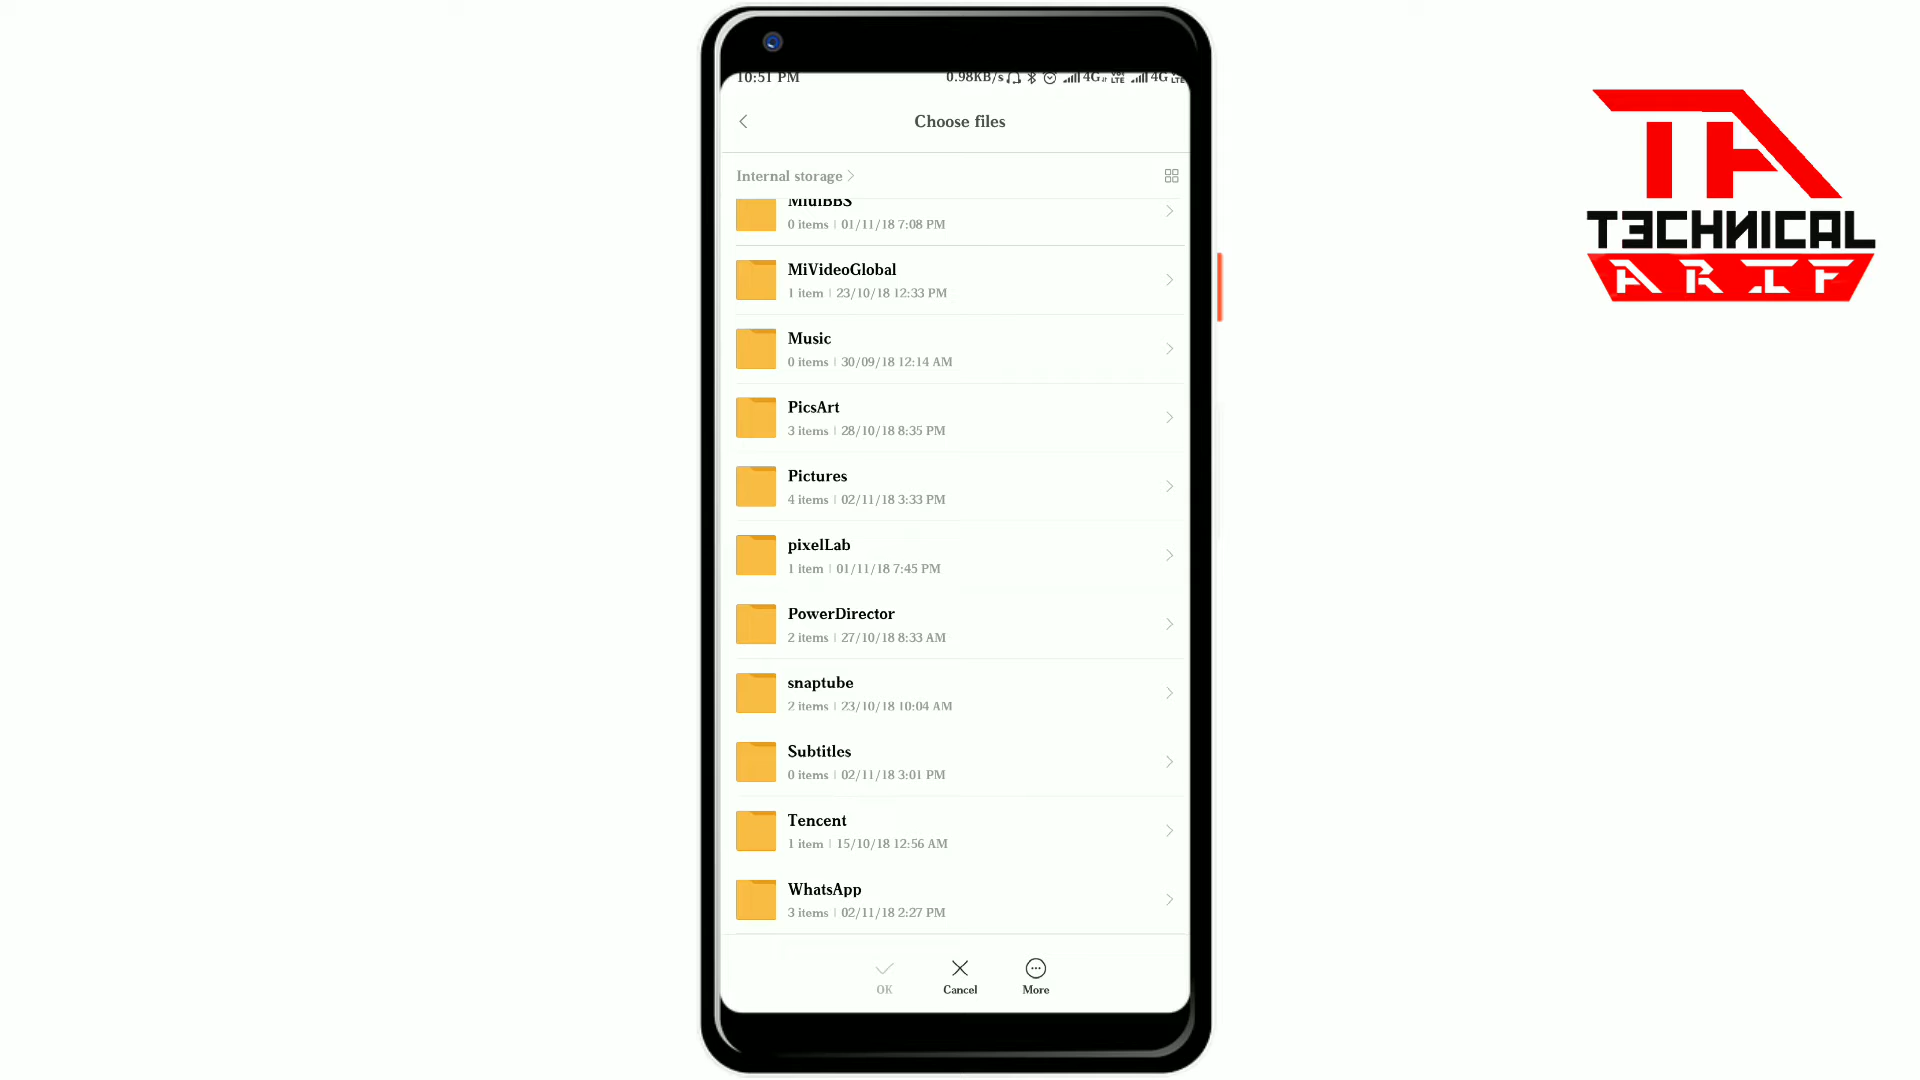 10:51 PM
0.98KB/s 4G VoLTE 4G VoLTE
Choose files
Internal storage
MiuiBBS
0 items | 01/11/18 7:08 PM
MiVideoGlobal
1 item | 23/10/18 12:33 PM
Music
0 items | 30/09/18 12:14 AM
PicsArt
3 items | 28/10/18 8:35 PM
Pictures
4 items | 02/11/18 3:33 PM
pixelLab
1 item | 01/11/18 7:45 PM
PowerDirector
2 items | 27/10/18 8:33 AM
snaptube
2 items | 23/10/18 10:04 AM
Subtitles
0 items | 02/11/18 3:01 PM
Tencent
1 item | 15/10/18 12:56 AM
WhatsApp
3 items | 02/11/18 2:27 PM
OK
Cancel
More
TA
TECHNICAL
ARIF